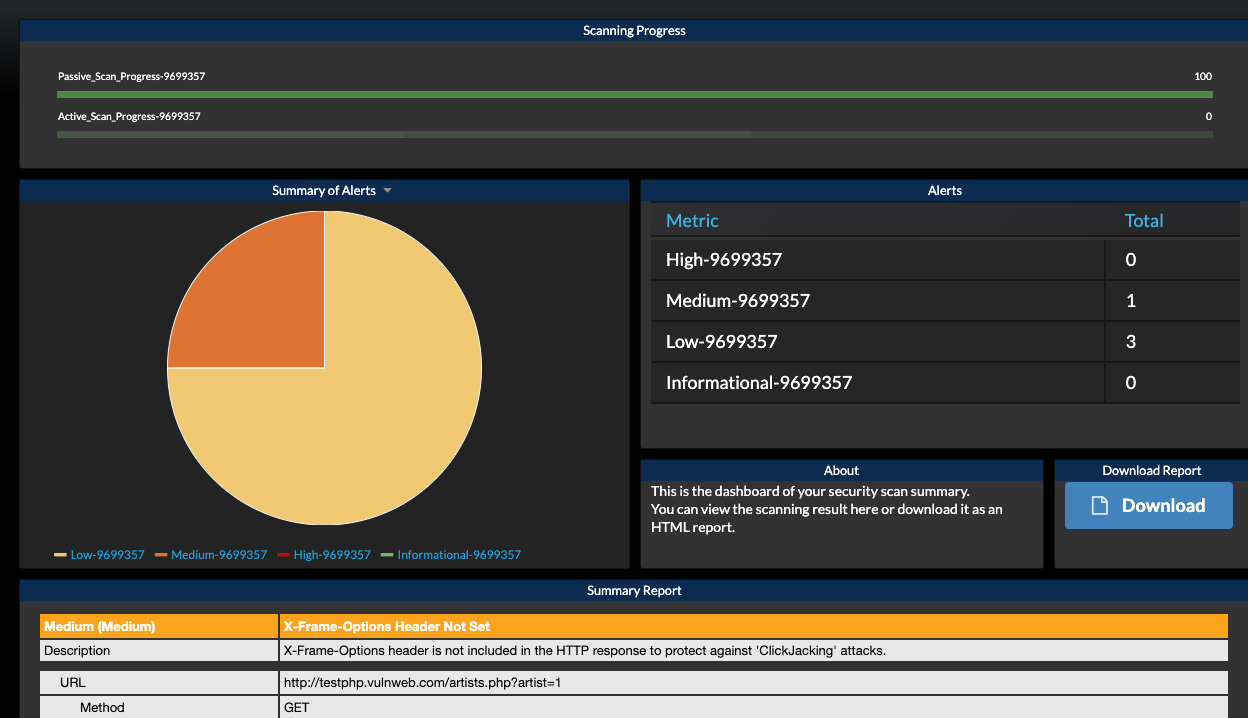 Scanning Progress
Passive_Scan_Progress-9699357 100
Active_Scan_Progress-9699357 0
Summary of Alerts
Low-9699357 Medium-9699357 High-9699357 Informational-9699357
Alerts
Metric Total
High-9699357 0
Medium-9699357 1
Low-9699357 3
Informational-9699357 0
About
This is the dashboard of your security scan summary.
You can view the scanning result here or download it as an
HTML report.
Download Report
Download
Summary Report
Medium (Medium) X-Frame-Options Header Not Set
Description X-Frame-Options header is not included in the HTTP response to protect against 'ClickJacking' attacks.
URL http://testphp.vulnweb.com/artists.php?artist=1
Method GET